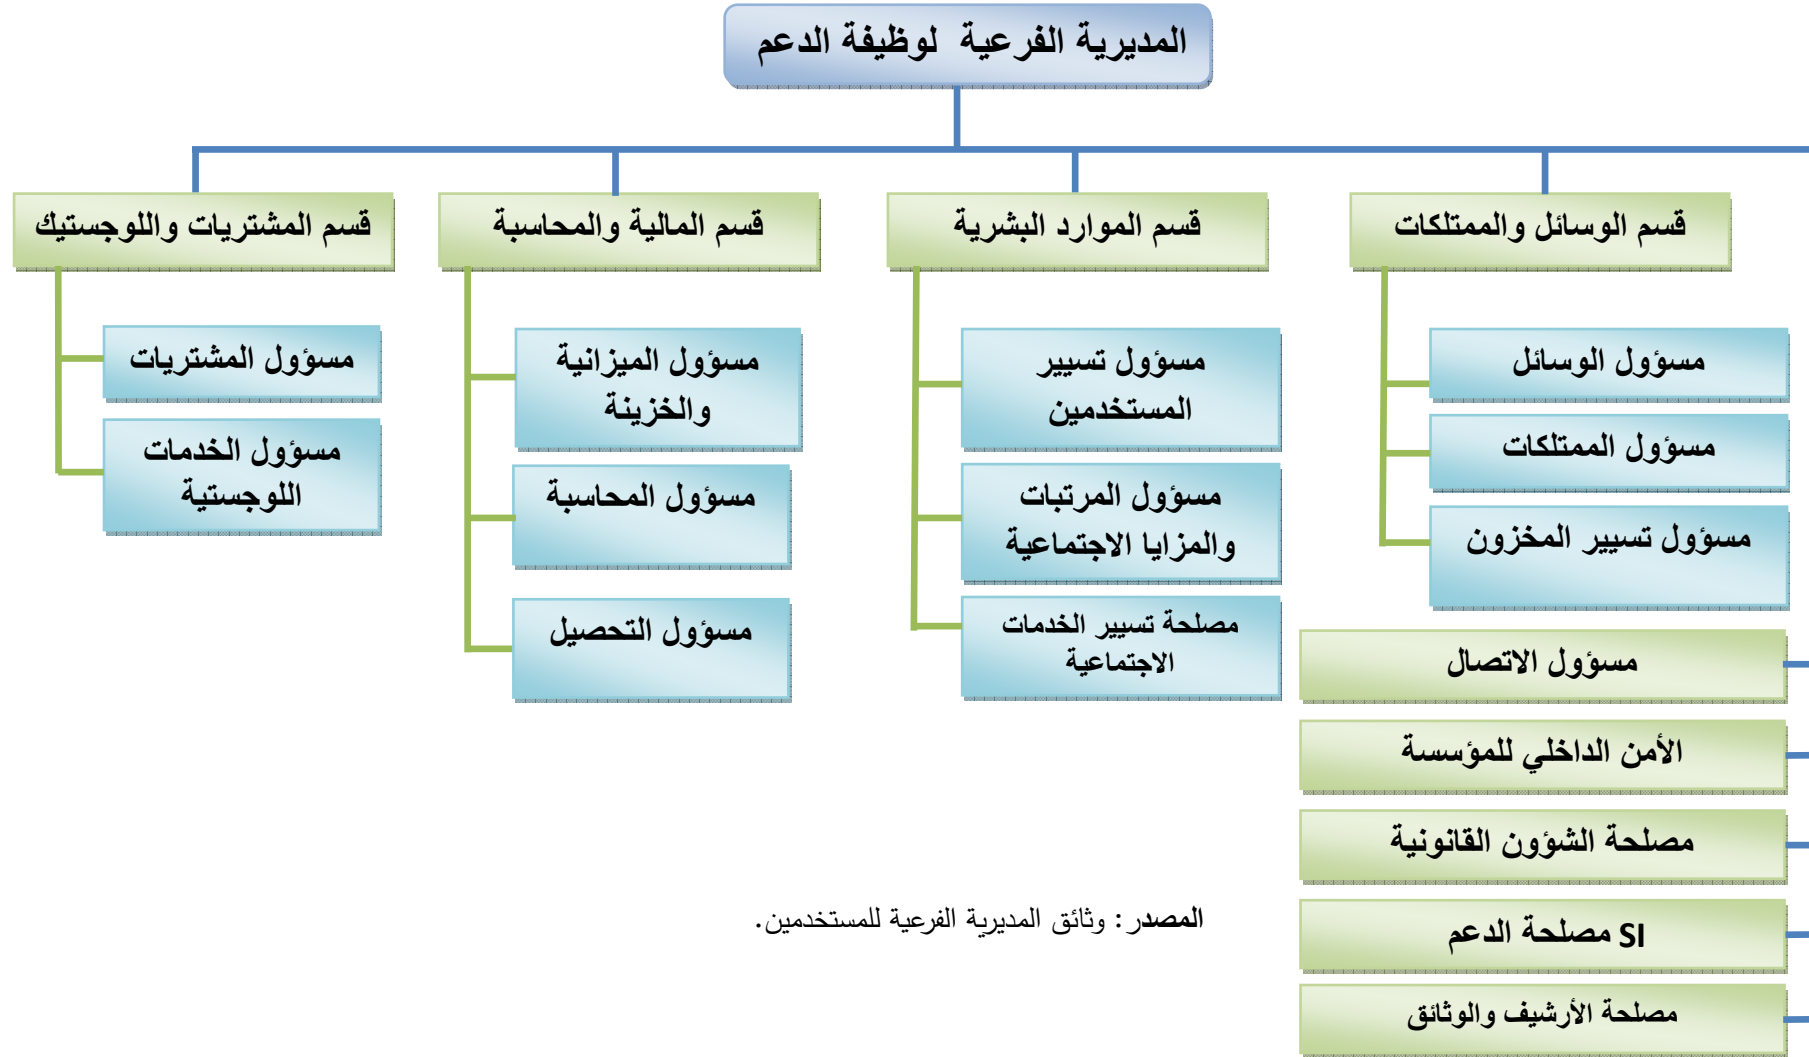 المديرية الفرعية لوظيفة الدعم
قسم الوسائل والممتلكات
قسم الموارد البشرية
قسم المالية والمحاسبة
قسم المشتريات واللوجستيك
مسؤول الوسائل
مسؤول الممتلكات
مسؤول تسيير المخزون
مسؤول تسيير
المستخدمين
مسؤول المرتبات
والمزايا الاجتماعية
مصلحة تسيير الخدمات
الاجتماعية
مسؤول الميزانية
والخزينة
مسؤول المحاسبة
مسؤول التحصيل
مسؤول المشتريات
مسؤول الخدمات
اللوجستية
مسؤول الاتصال
الأمن الداخلي للمؤسسة
مصلحة الشؤون القانونية
SI مصلحة الدعم
مصلحة الأرشيف والوثائق
المصدر: وثائق المديرية الفرعية للمستخدمين.